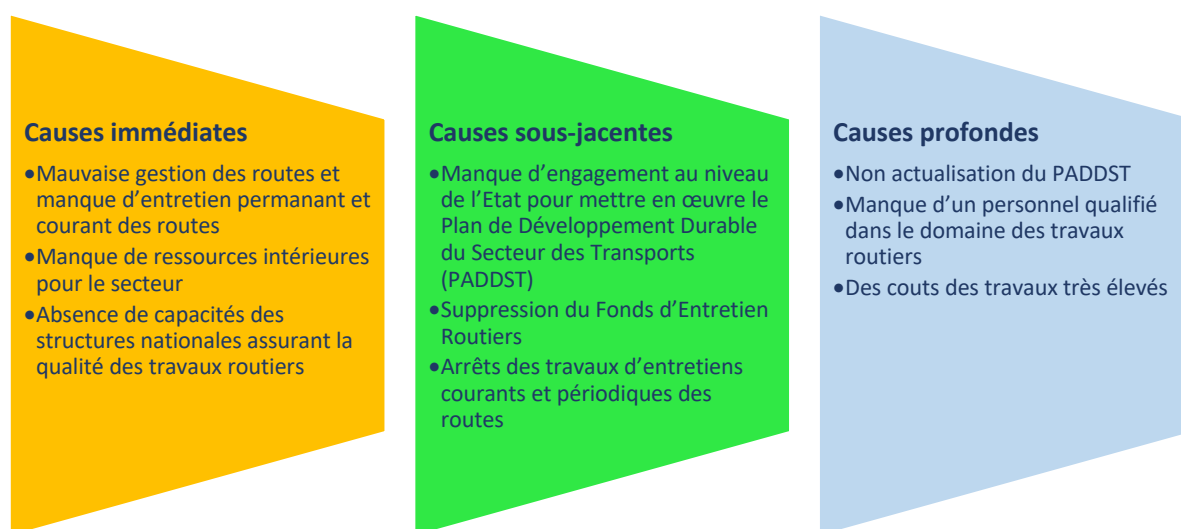 Causes immédiates
•Mauvaise gestion des routes et
manque d'entretien permanant et
courant des routes
•Manque de ressources intérieures
pour le secteur
•Absence de capacités des
structures nationales assurant la
qualité des travaux routiers
Causes sous-jacentes
•Manque d'engagement au niveau
de l'Etat pour mettre en œuvre le
Plan de Développement Durable
du Secteur des Transports
(PADDST)
•Suppression du Fonds d'Entretien
Routiers
•Arrêts des travaux d'entretiens
courants et périodiques des
routes
Causes profondes
•Non actualisation du PADDST
•Manque d'un personnel qualifié
dans le domaine des travaux
routiers
•Des couts des travaux très élevés